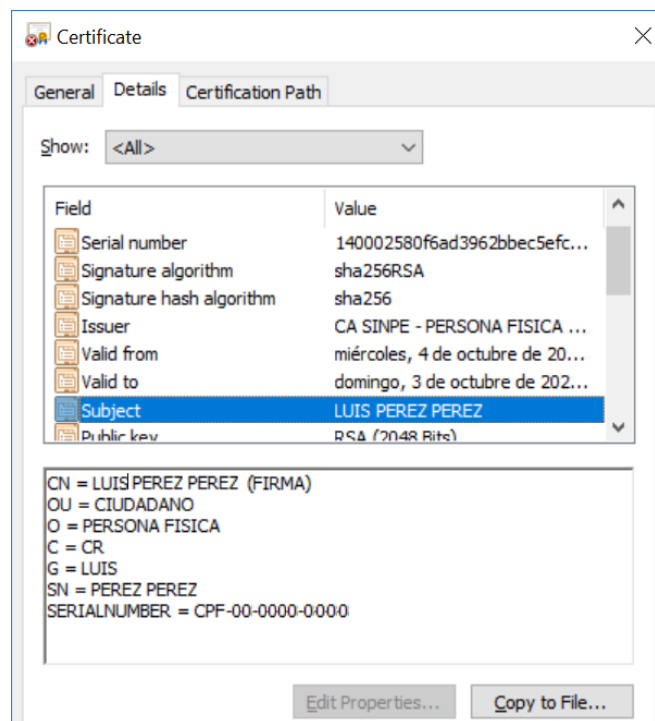 Certificate
General Details Certification Path
Show: <All>
Field Value
Serial number 140002580f6ad3962bbec5efc...
Signature algorithm sha256RSA
Signature hash algorithm sha256
Issuer CA SINPE - PERSONA FISICA ...
Valid from miércoles, 4 de octubre de 20...
Valid to domingo, 3 de octubre de 202...
Subject LUIS PEREZ PEREZ
Public key RSA (2048 Bits)
CN = LUIS PEREZ PEREZ (FIRMA)
OU = CIUDADANO
O = PERSONA FISICA
C = CR
G = LUIS
SN = PEREZ PEREZ
SERIALNUMBER = CPF-00-0000-0000
Edit Properties... Copy to File...